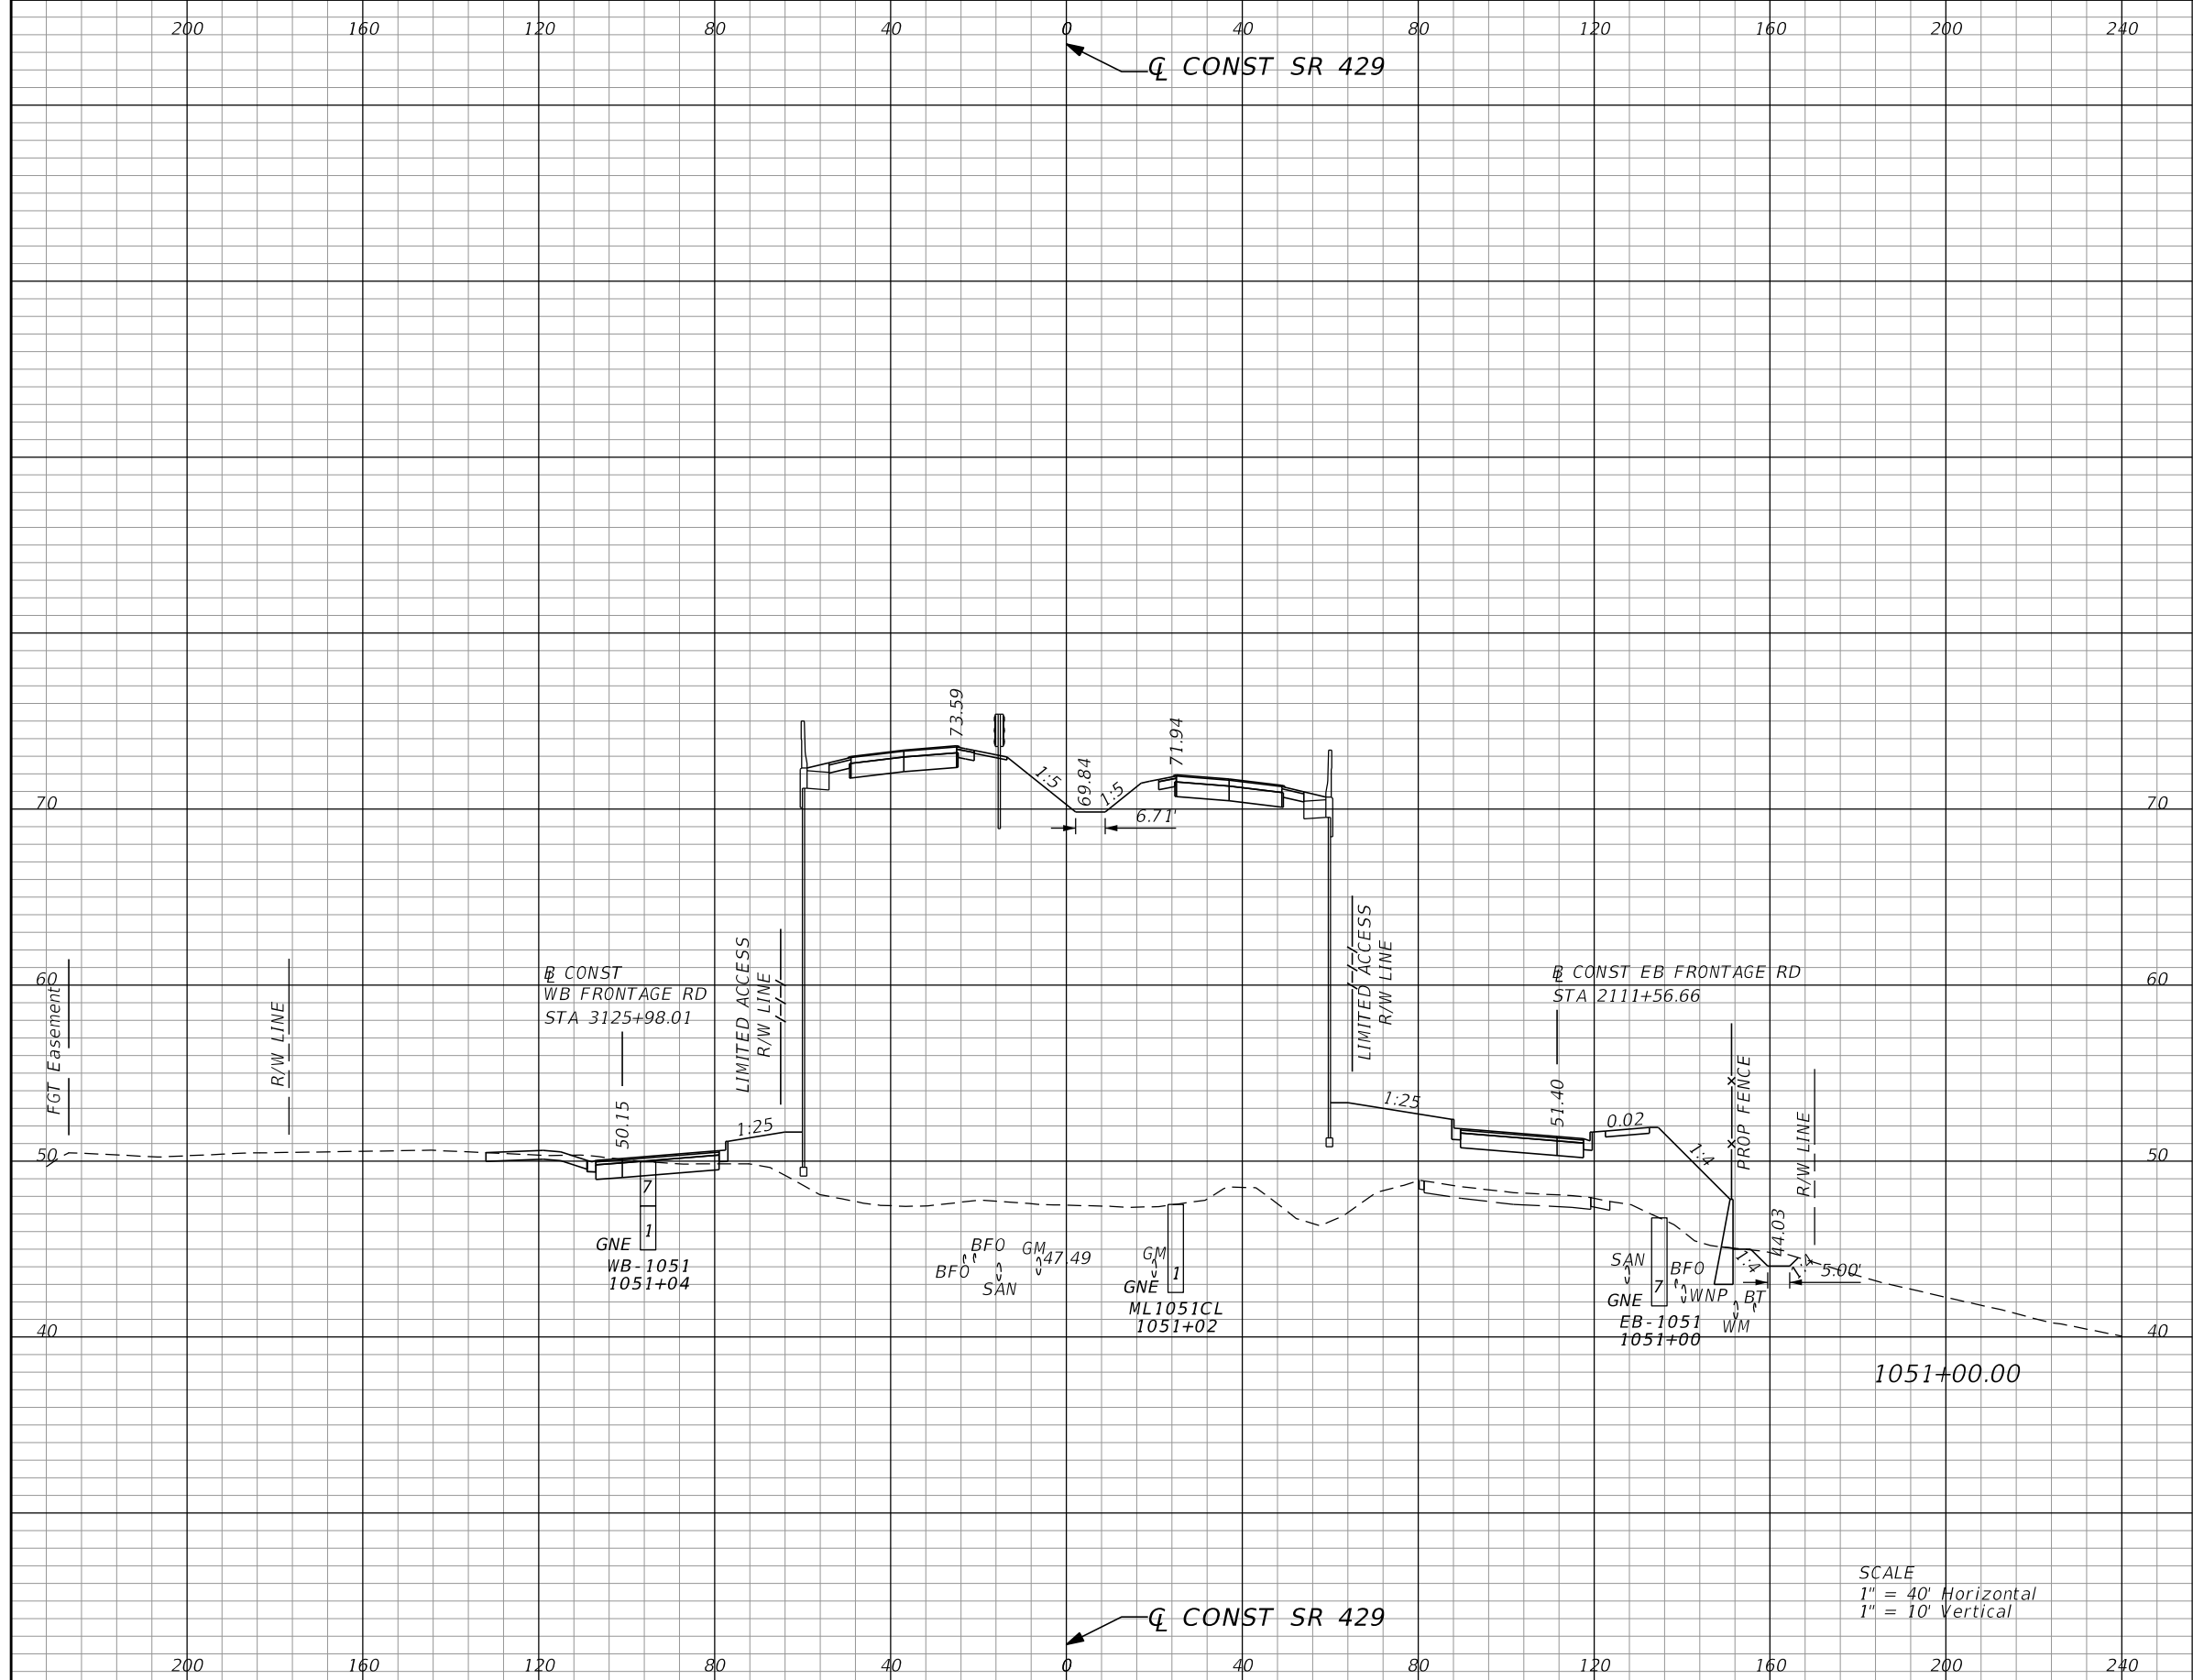 200 160 120 80 40 0 40 80 120 160 200 240
℄ CONST SR 429
73.59
71.94
69.84
1:5
1:5
6.71'
70
70
60
60
FGT Easement
R/W LINE
B̲L CONST
WB FRONTAGE RD
STA 3125+98.01
LIMITED ACCESS
R/W LINE
LIMITED ACCESS
R/W LINE
B̲L CONST EB FRONTAGE RD
STA 2111+56.66
50.15
1:25
1:25
51.40
0.02
1:4
PROP FENCE
R/W LINE
50
50
7
1
GNE
WB-1051
1051+04
BFO
BFO
SAN
GM
47.49
GM
GNE
1
ML1051CL
1051+02
SAN
GNE
7
EB-1051
1051+00
BFO
WNP
WM
BT
1:4
44.03
1:4
5.00'
40
40
1051+00.00
SCALE
1" = 40' Horizontal
1" = 10' Vertical
℄ CONST SR 429
200 160 120 80 40 0 40 80 120 160 200 240